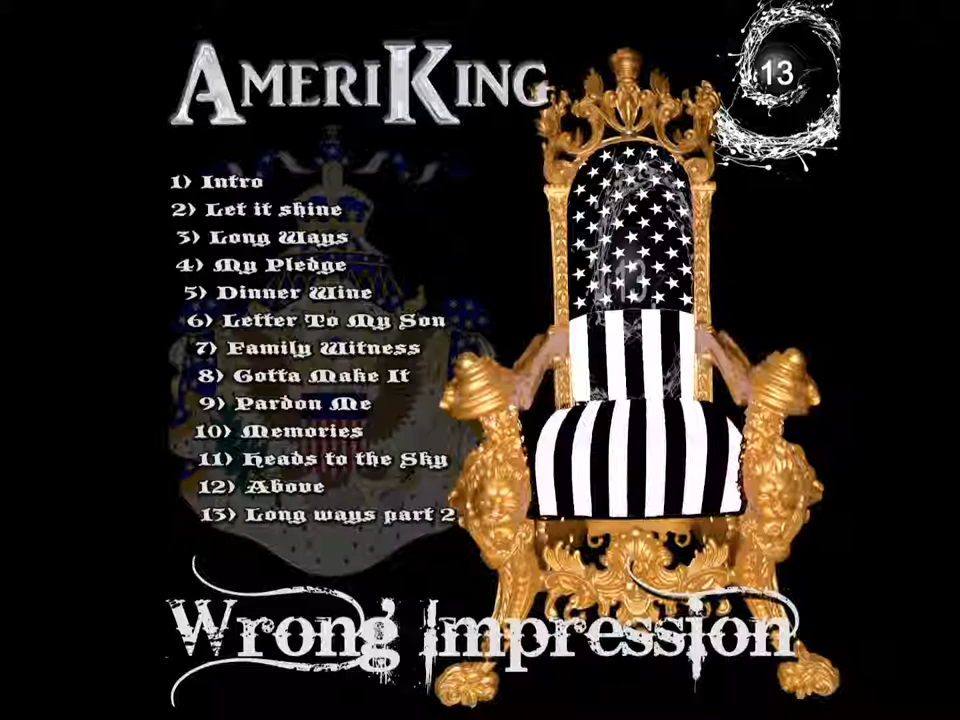 AmeriKing
13
1) Intro
2) Let it shine
3) Long Ways
4) My Pledge
5) Dinner Wine
6) Letter To My Son
7) Family Witness
8) Gotta Make It
9) Pardon Me
10) Memories
11) Heads to the Sky
12) Above
13) Long ways part 2
13
Wrong Impression